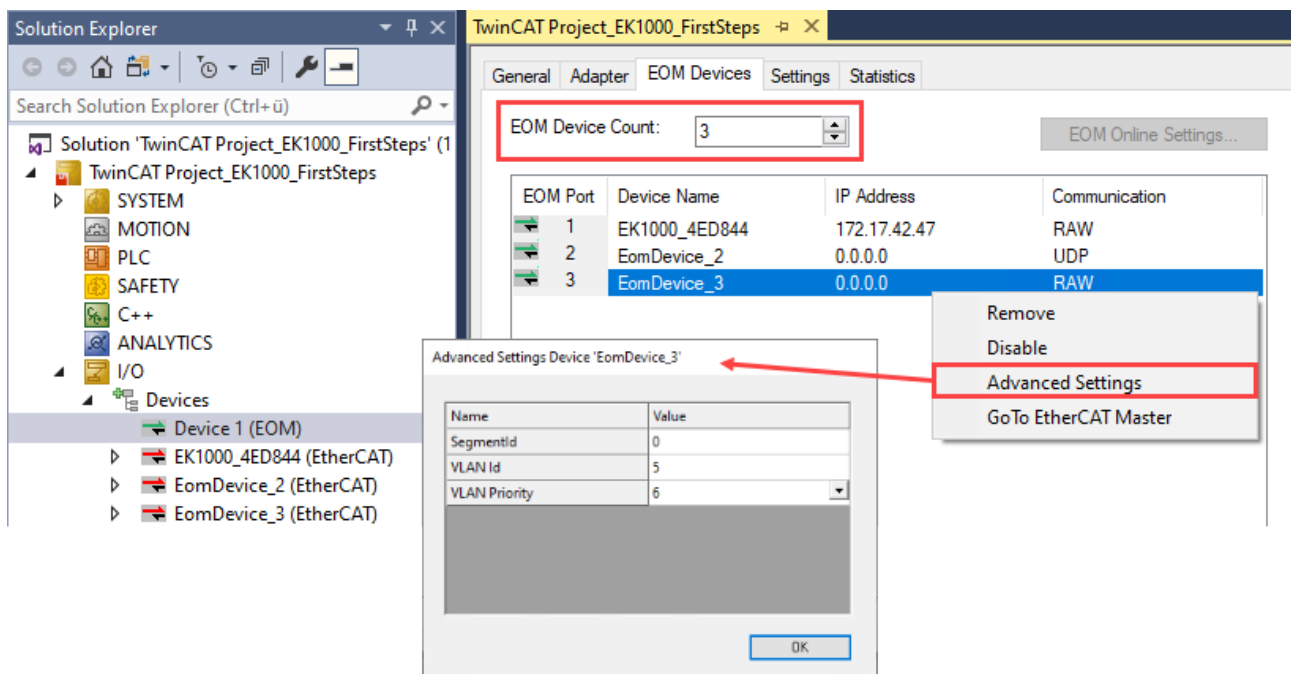 Solution Explorer
Search Solution Explorer (Ctrl+ü)
Solution 'TwinCAT Project_EK1000_FirstSteps' (1
TwinCAT Project_EK1000_FirstSteps
SYSTEM
MOTION
PLC
SAFETY
C++
ANALYTICS
I/O
Devices
Device 1 (EOM)
EK1000_4ED844 (EtherCAT)
EomDevice_2 (EtherCAT)
EomDevice_3 (EtherCAT)
TwinCAT Project_EK1000_FirstSteps
General Adapter EOM Devices Settings Statistics
EOM Device Count: 3
EOM Online Settings...
EOM Port Device Name IP Address Communication
1 EK1000_4ED844 172.17.42.47 RAW
2 EomDevice_2 0.0.0.0 UDP
3 EomDevice_3 0.0.0.0 RAW
Remove
Disable
Advanced Settings
GoTo EtherCAT Master
Advanced Settings Device 'EomDevice_3'
Name Value
SegmentId 0
VLAN Id 5
VLAN Priority 6
OK